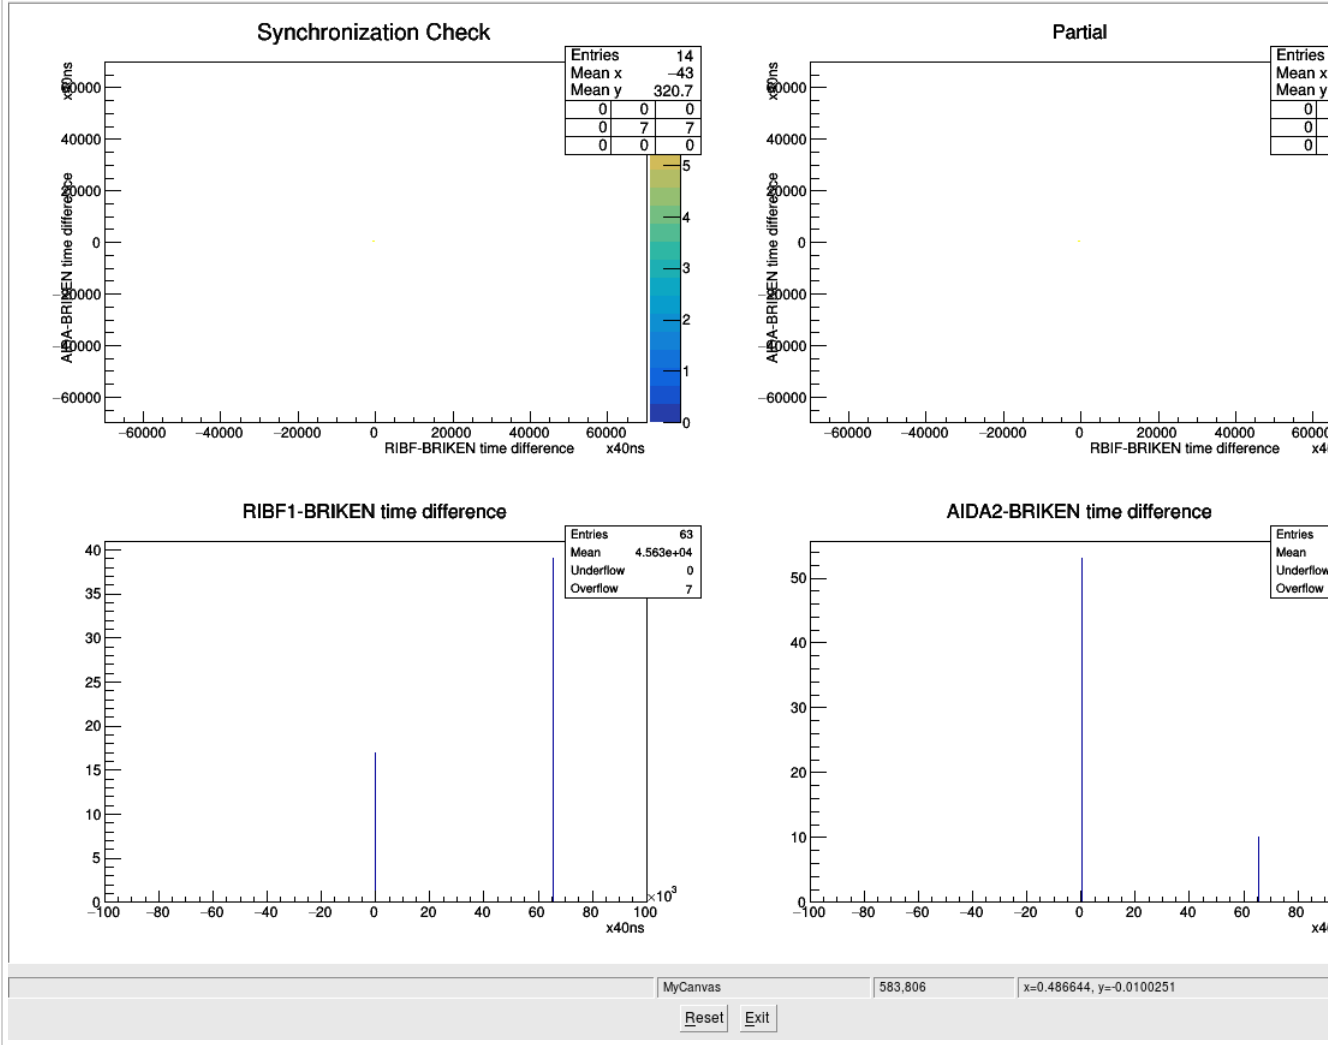 Synchronization Check
Entries 14
Mean x −43
Mean y 320.7
0 0 0
0 7 7
0 0 0
x40ns
60000
40000
20000
0
−20000
−40000
−60000
AIDA-BRIKEN time difference
5
4
3
2
1
0
−60000 −40000 −20000 0 20000 40000 60000
RIBF-BRIKEN time difference x40ns
Partial
Entries
Mean x
Mean y
0
0
0
x40ns
60000
40000
20000
0
−20000
−40000
−60000
AIDA-BRIKEN time difference
−60000 −40000 −20000 0 20000 40000 60000
RBIF-BRIKEN time difference x4
RIBF1-BRIKEN time difference
Entries 63
Mean 4.563e+04
Underflow 0
Overflow 7
40
35
30
25
20
15
10
5
0
−100 −80 −60 −40 −20 0 20 40 60 80 100
×10³
x40ns
AIDA2-BRIKEN time difference
Entries
Mean
Underflow
Overflow
50
40
30
20
10
0
−100 −80 −60 −40 −20 0 20 40 60 80
x4
MyCanvas 583,806 x=0.486644, y=-0.0100251
Reset Exit